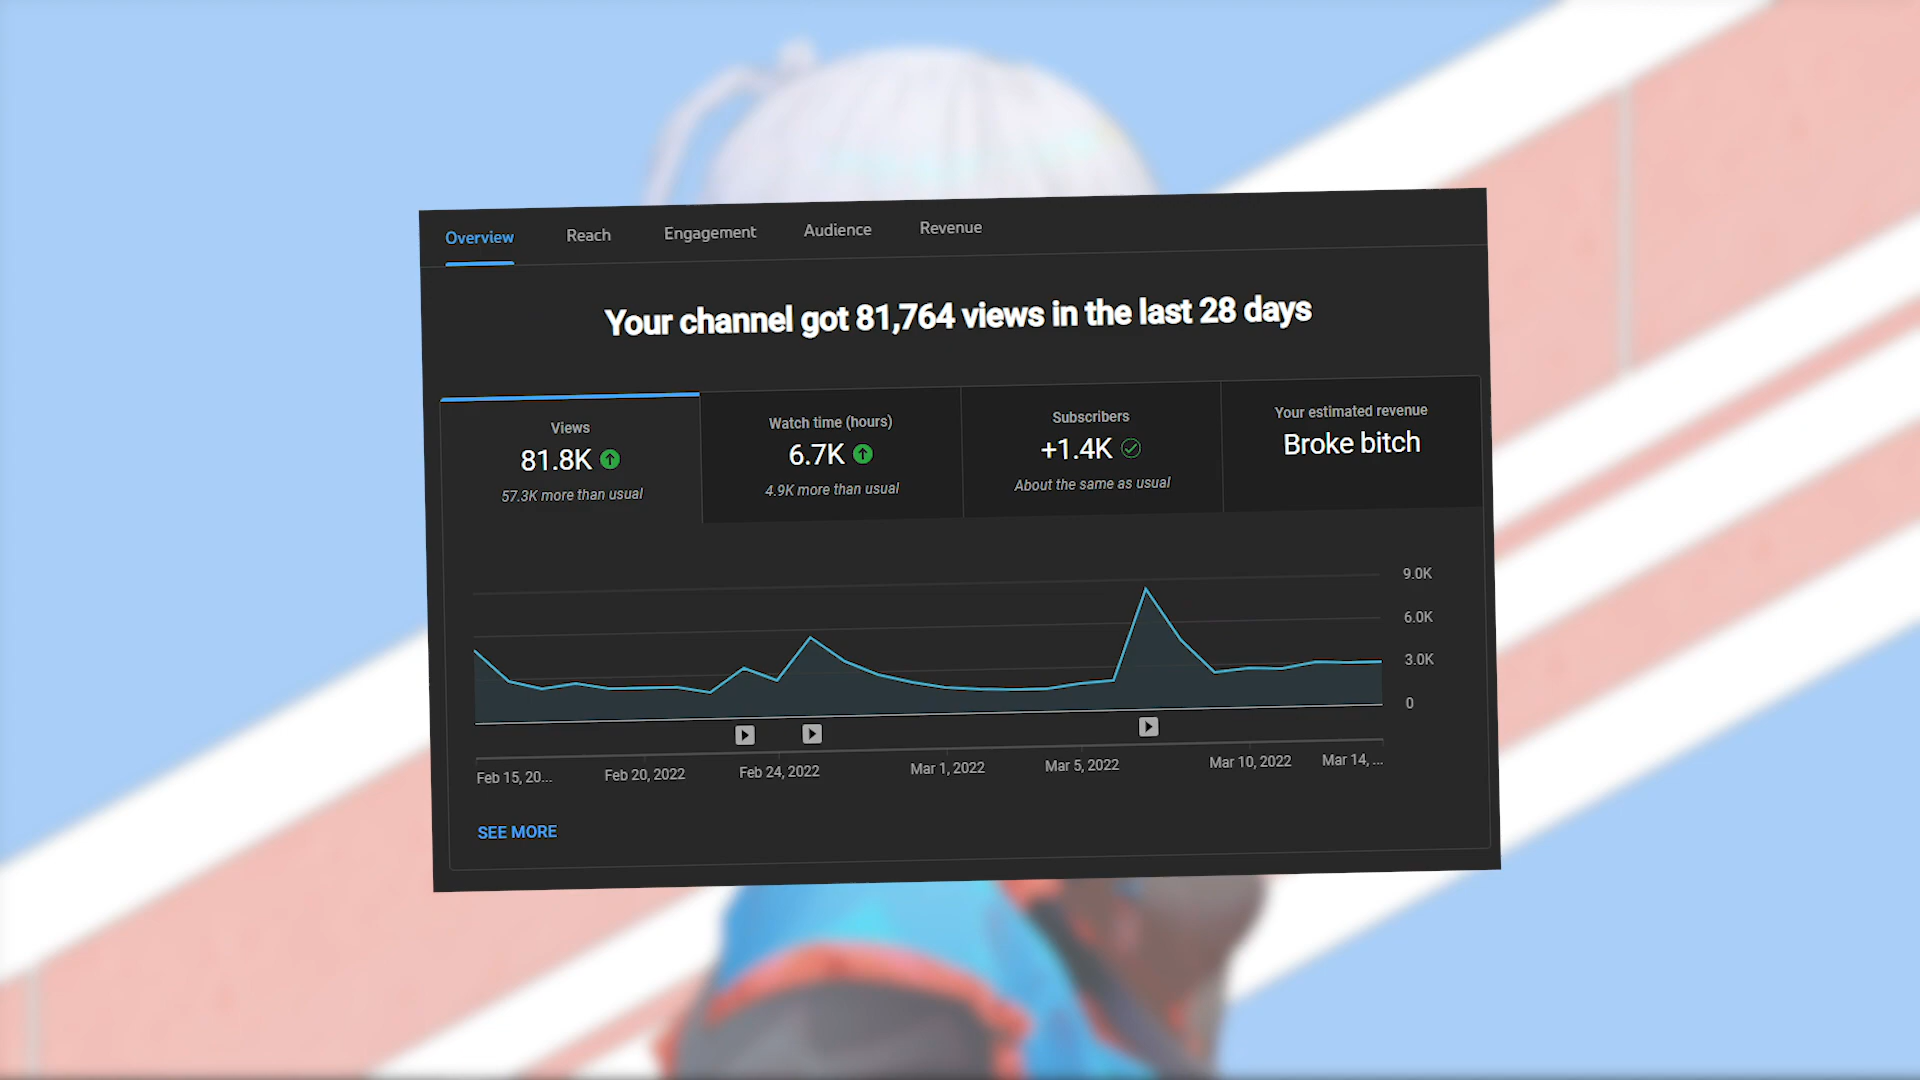 Overview Reach Engagement Audience Revenue
Your channel got 81,764 views in the last 28 days
Views
81.8K
57.3K more than usual
Watch time (hours)
6.7K
4.9K more than usual
Subscribers
+1.4K
About the same as usual
Your estimated revenue
Broke bitch
9.0K
6.0K
3.0K
0
Feb 15, 20... Feb 20, 2022 Feb 24, 2022 Mar 1, 2022 Mar 5, 2022 Mar 10, 2022 Mar 14, ...
SEE MORE